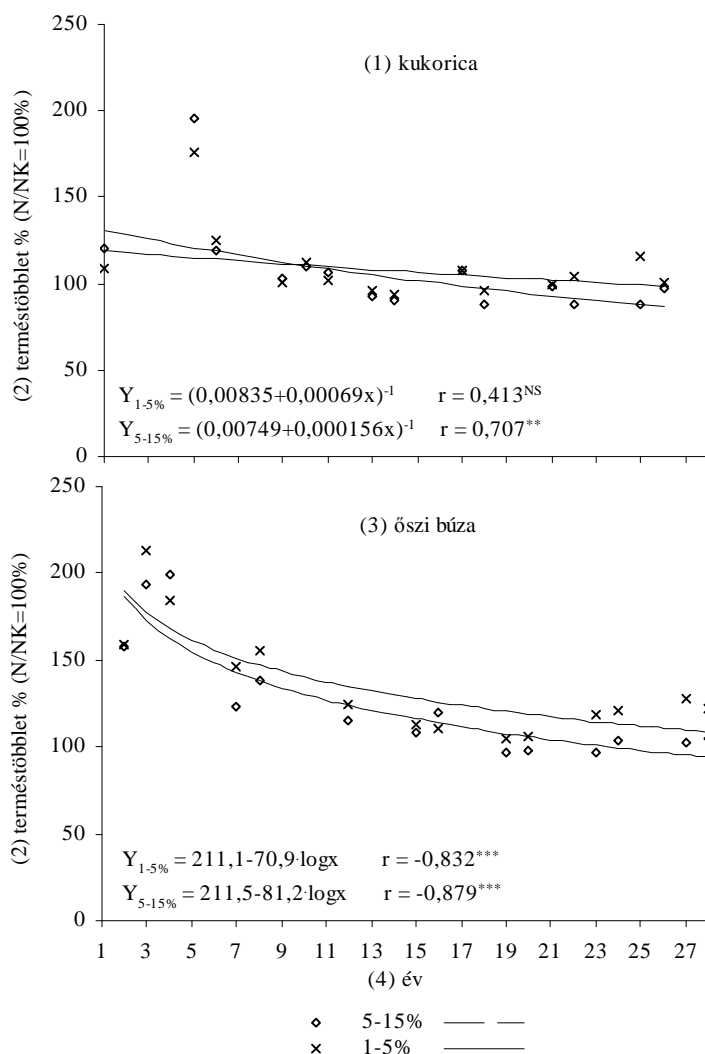 250
200
150
100
50
0
(1) kukorica
(2) terméstöbblet % (N/NK=100%)
Y1-5% = (0,00835+0,00069x)-1 r = 0,413NS
Y5-15% = (0,00749+0,000156x)-1 r = 0,707**
250
200
150
100
50
0
(3) őszi búza
(2) terméstöbblet % (N/NK=100%)
Y1-5% = 211,1-70,9·logx r = -0,832***
Y5-15% = 211,5-81,2·logx r = -0,879***
1 3 5 7 9 11 13 15 17 19 21 23 25 27
(4) év
5-15%
1-5%